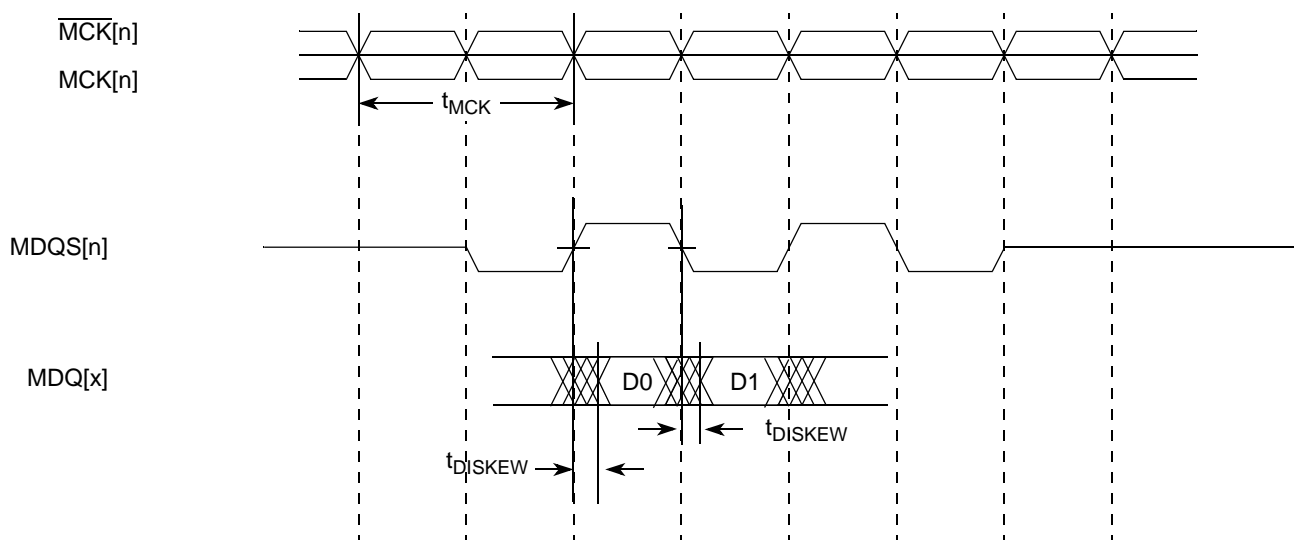 MCK[n]
MCK[n]
tMCK
MDQS[n]
MDQ[x]
D0
D1
tDISKEW
tDISKEW